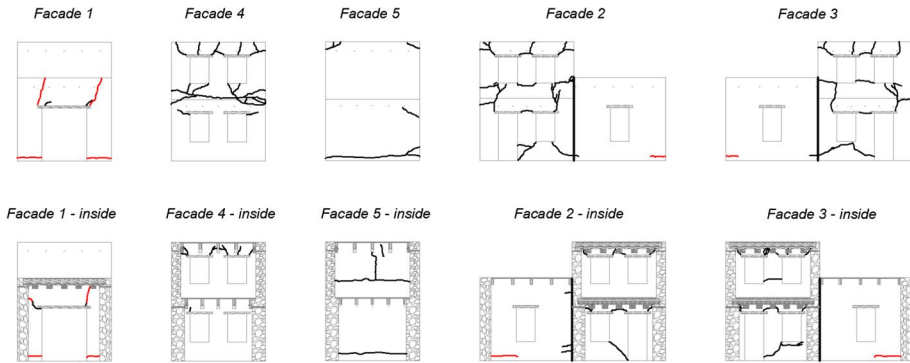 Facade 1
Facade 4
Facade 5
Facade 2
Facade 3
Facade 1 - inside
Facade 4 - inside
Facade 5 - inside
Facade 2 - inside
Facade 3 - inside